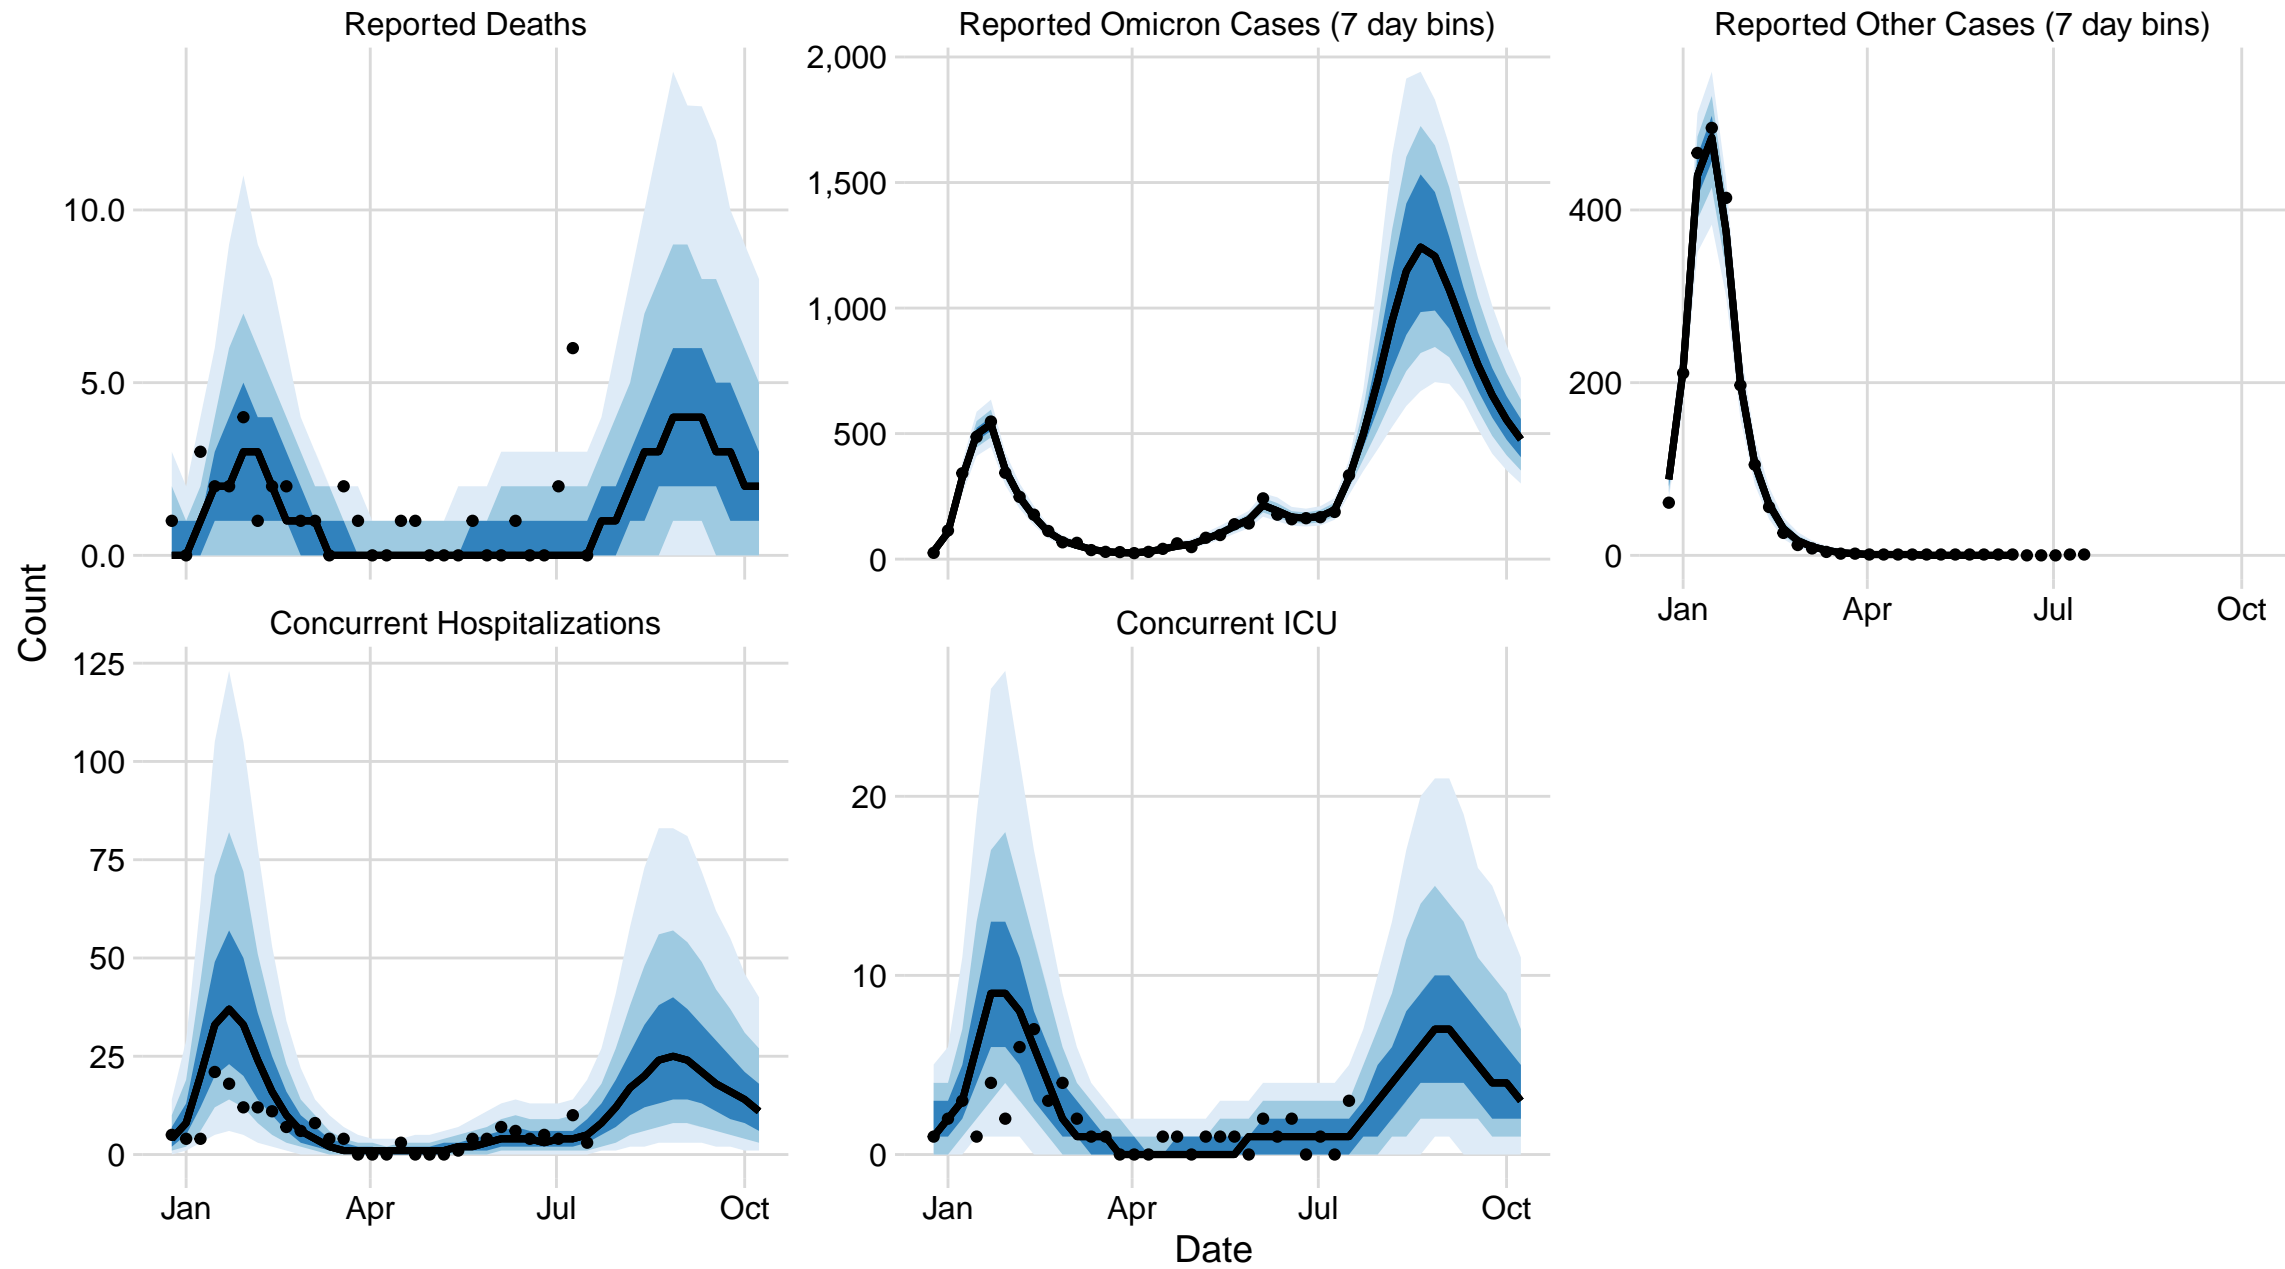 Reported Deaths
Reported Omicron Cases (7 day bins)
Reported Other Cases (7 day bins)
10.0
5.0
0.0
2,000
1,500
1,000
500
0
400
200
0
Jan Apr Jul Oct
Count
Concurrent Hospitalizations
Concurrent ICU
125
100
75
50
25
0
20
10
0
Jan Apr Jul Oct
Jan Apr Jul Oct
Date